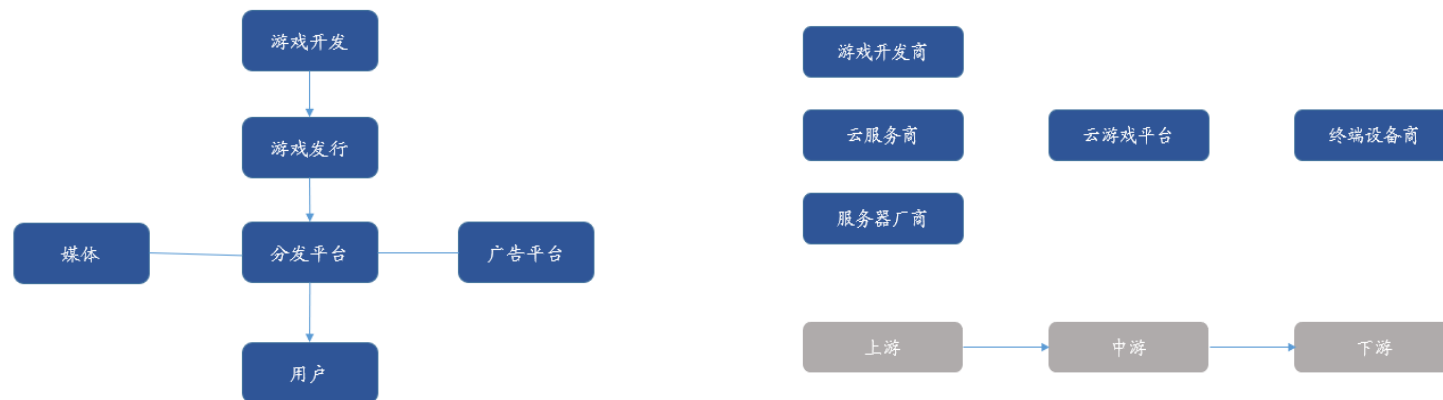 游戏开发
游戏发行
媒体
分发平台
广告平台
用户
游戏开发商
云服务商
云游戏平台
终端设备商
服务器厂商
上游
中游
下游